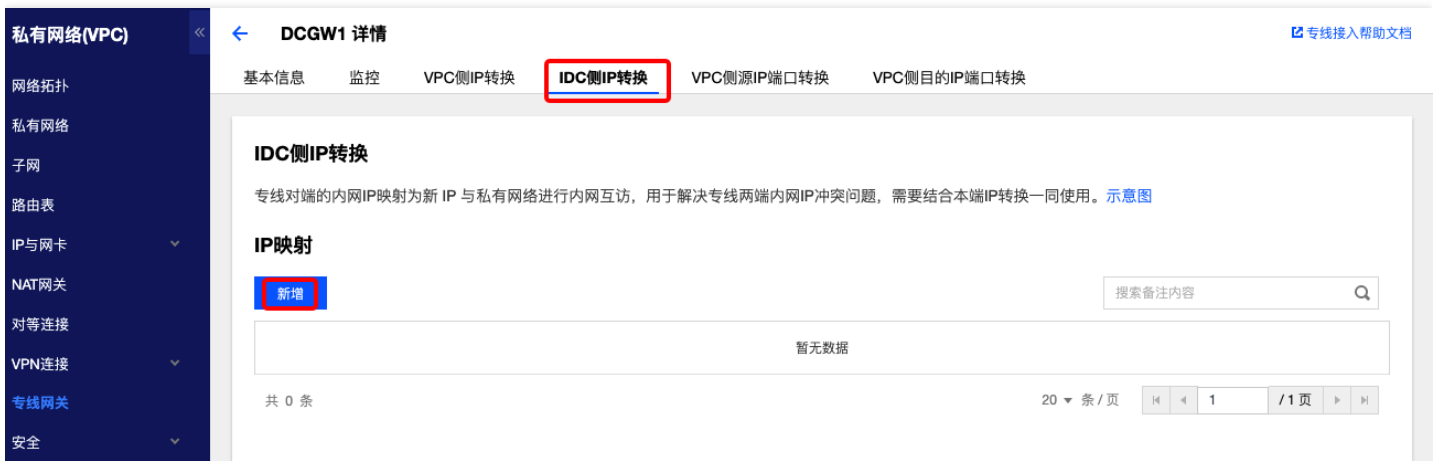 私有网络(VPC)
«
网络拓扑
私有网络
子网
路由表
IP与网卡
NAT网关
对等连接
VPN连接
专线网关
安全
DCGW1 详情
专线接入帮助文档
基本信息 监控 VPC侧IP转换 IDC侧IP转换 VPC侧源IP端口转换 VPC侧目的IP端口转换
IDC侧IP转换
专线对端的内网IP映射为新 IP 与私有网络进行内网互访，用于解决专线两端内网IP冲突问题，需要结合本端IP转换一同使用。示意图
IP映射
新增 搜索备注内容
暂无数据
共 0 条 20 条 / 页 1 / 1 页